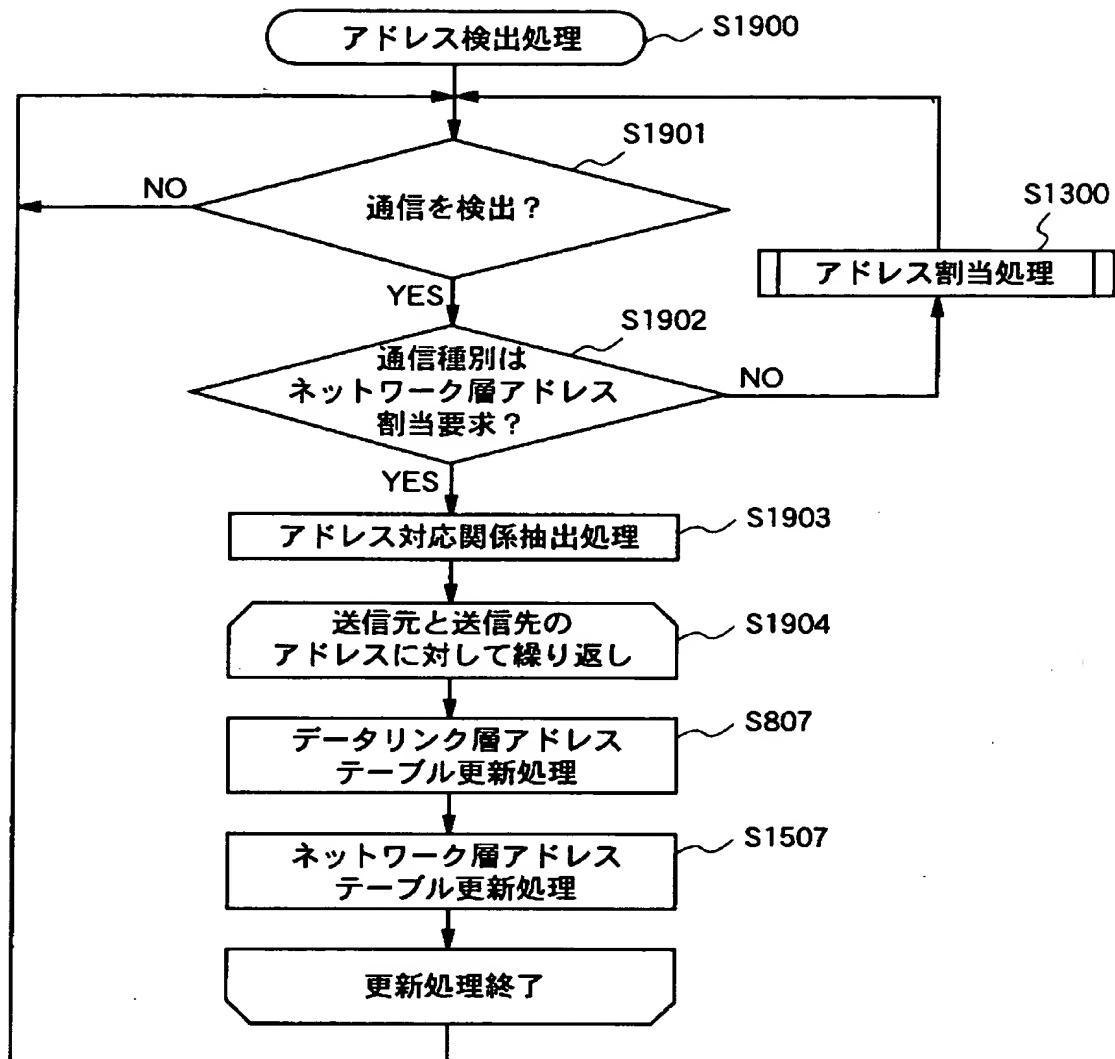 アドレス検出処理
S1900
S1901
NO
通信を検出？
S1300
アドレス割当処理
YES
S1902
通信種別は
ネットワーク層アドレス
割当要求？
NO
YES
アドレス対応関係抽出処理
S1903
送信元と送信先の
アドレスに対して繰り返し
S1904
データリンク層アドレス
テーブル更新処理
S807
ネットワーク層アドレス
テーブル更新処理
S1507
更新処理終了